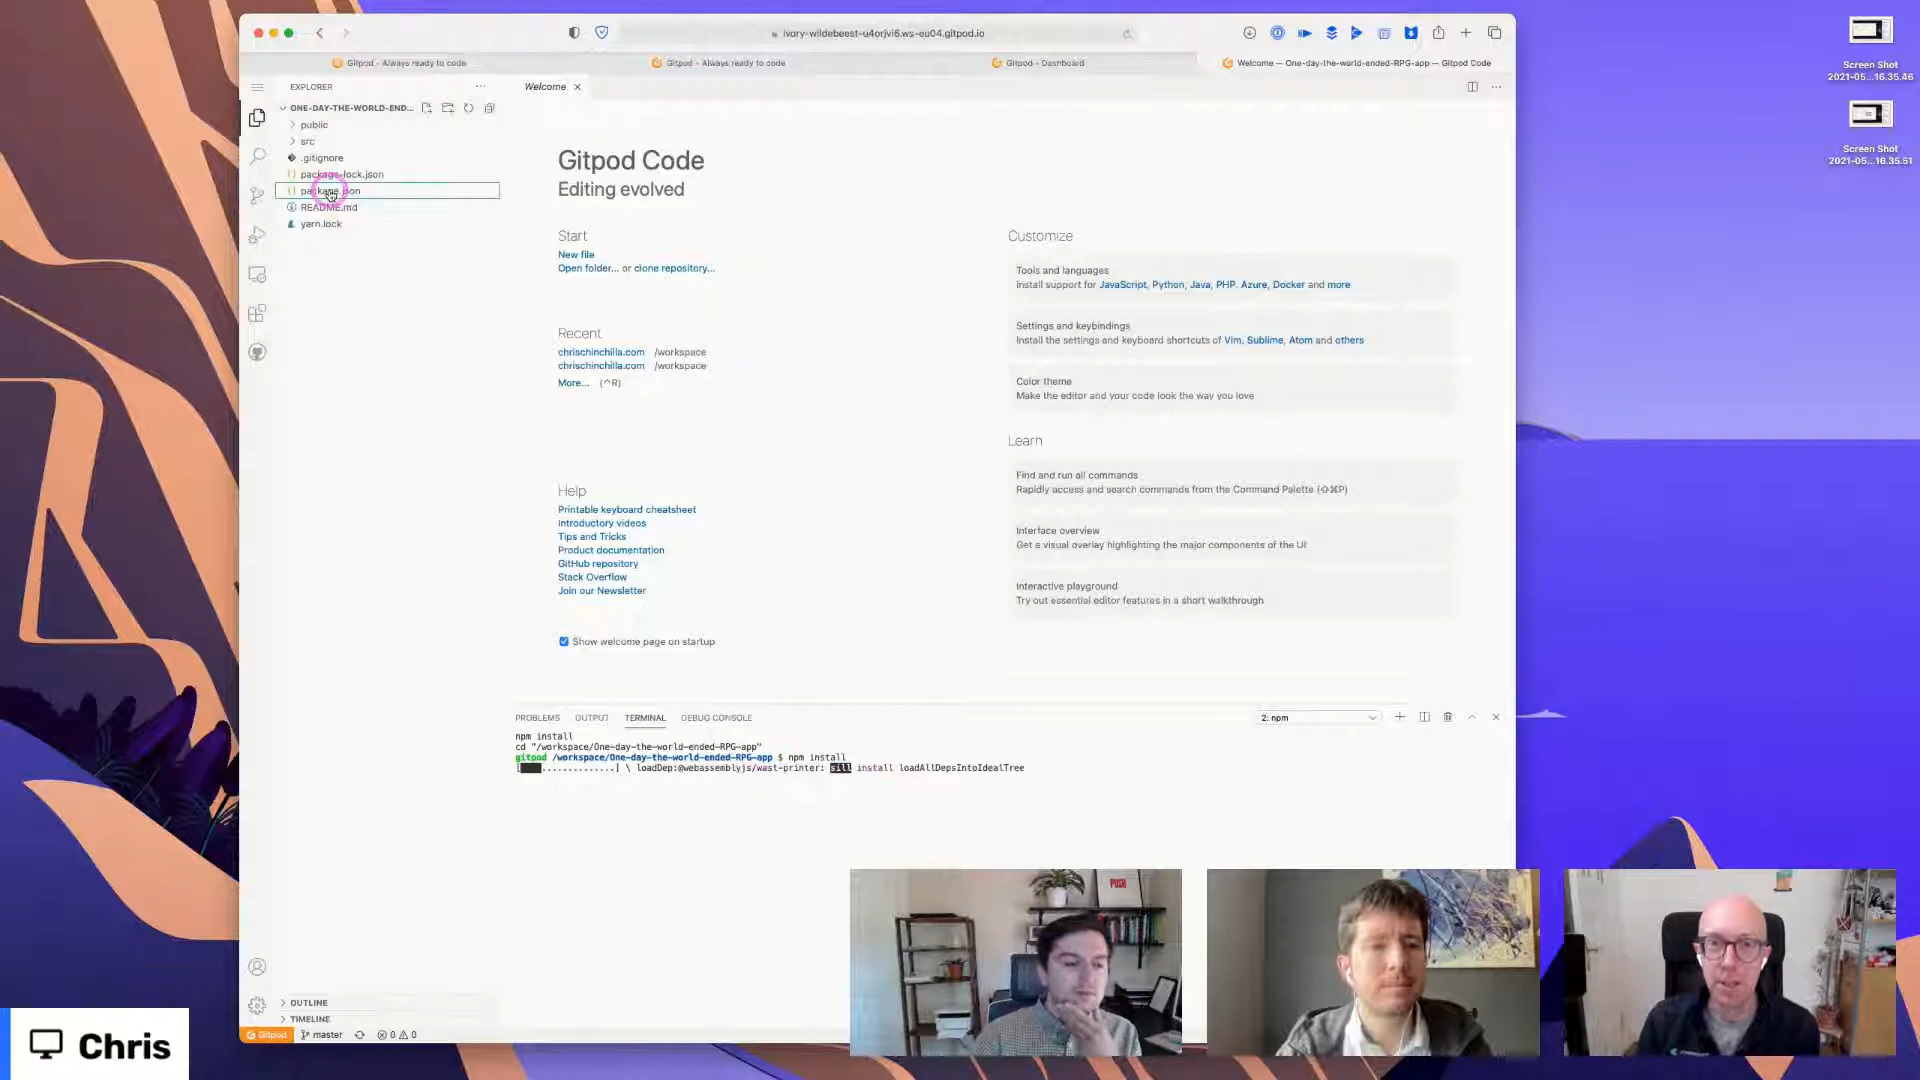 ivory-wildebeest-u4orjvi6.ws-eu04.gitpod.io
Gitpod - Always ready to code
Gitpod - Always ready to code
Gitpod - Dashboard
Welcome — One-day-the-world-ended-RPG-app — Gitpod Code
Screen Shot
2021-05...16.35.46
Screen Shot
2021-05...16.35.51
EXPLORER
ONE-DAY-THE-WORLD-END...
public
src
.gitignore
package-lock.json
package.json
README.md
yarn.lock
Welcome
Gitpod Code
Editing evolved
Start
New file
Open folder... or clone repository...
Recent
chrischinchilla.com /workspace
chrischinchilla.com /workspace
More... (^R)
Help
Printable keyboard cheatsheet
Introductory videos
Tips and Tricks
Product documentation
GitHub repository
Stack Overflow
Join our Newsletter
Show welcome page on startup
Customize
Tools and languages
Install support for JavaScript, Python, Java, PHP, Azure, Docker and more
Settings and keybindings
Install the settings and keyboard shortcuts of Vim, Sublime, Atom and others
Color theme
Make the editor and your code look the way you love
Learn
Find and run all commands
Rapidly access and search commands from the Command Palette (⇧⌘P)
Interface overview
Get a visual overlay highlighting the major components of the UI
Interactive playground
Try out essential editor features in a short walkthrough
PROBLEMS OUTPUT TERMINAL DEBUG CONSOLE
2: npm
npm install
cd "/workspace/One-day-the-world-ended-RPG-app"
gitpod /workspace/One-day-the-world-ended-RPG-app $ npm install
[ ..............] \ loadDep:@webassemblyjs/wast-printer: sill install loadAllDepsIntoIdealTree
OUTLINE
TIMELINE
Gitpod master 0 0
PUSH
Chris